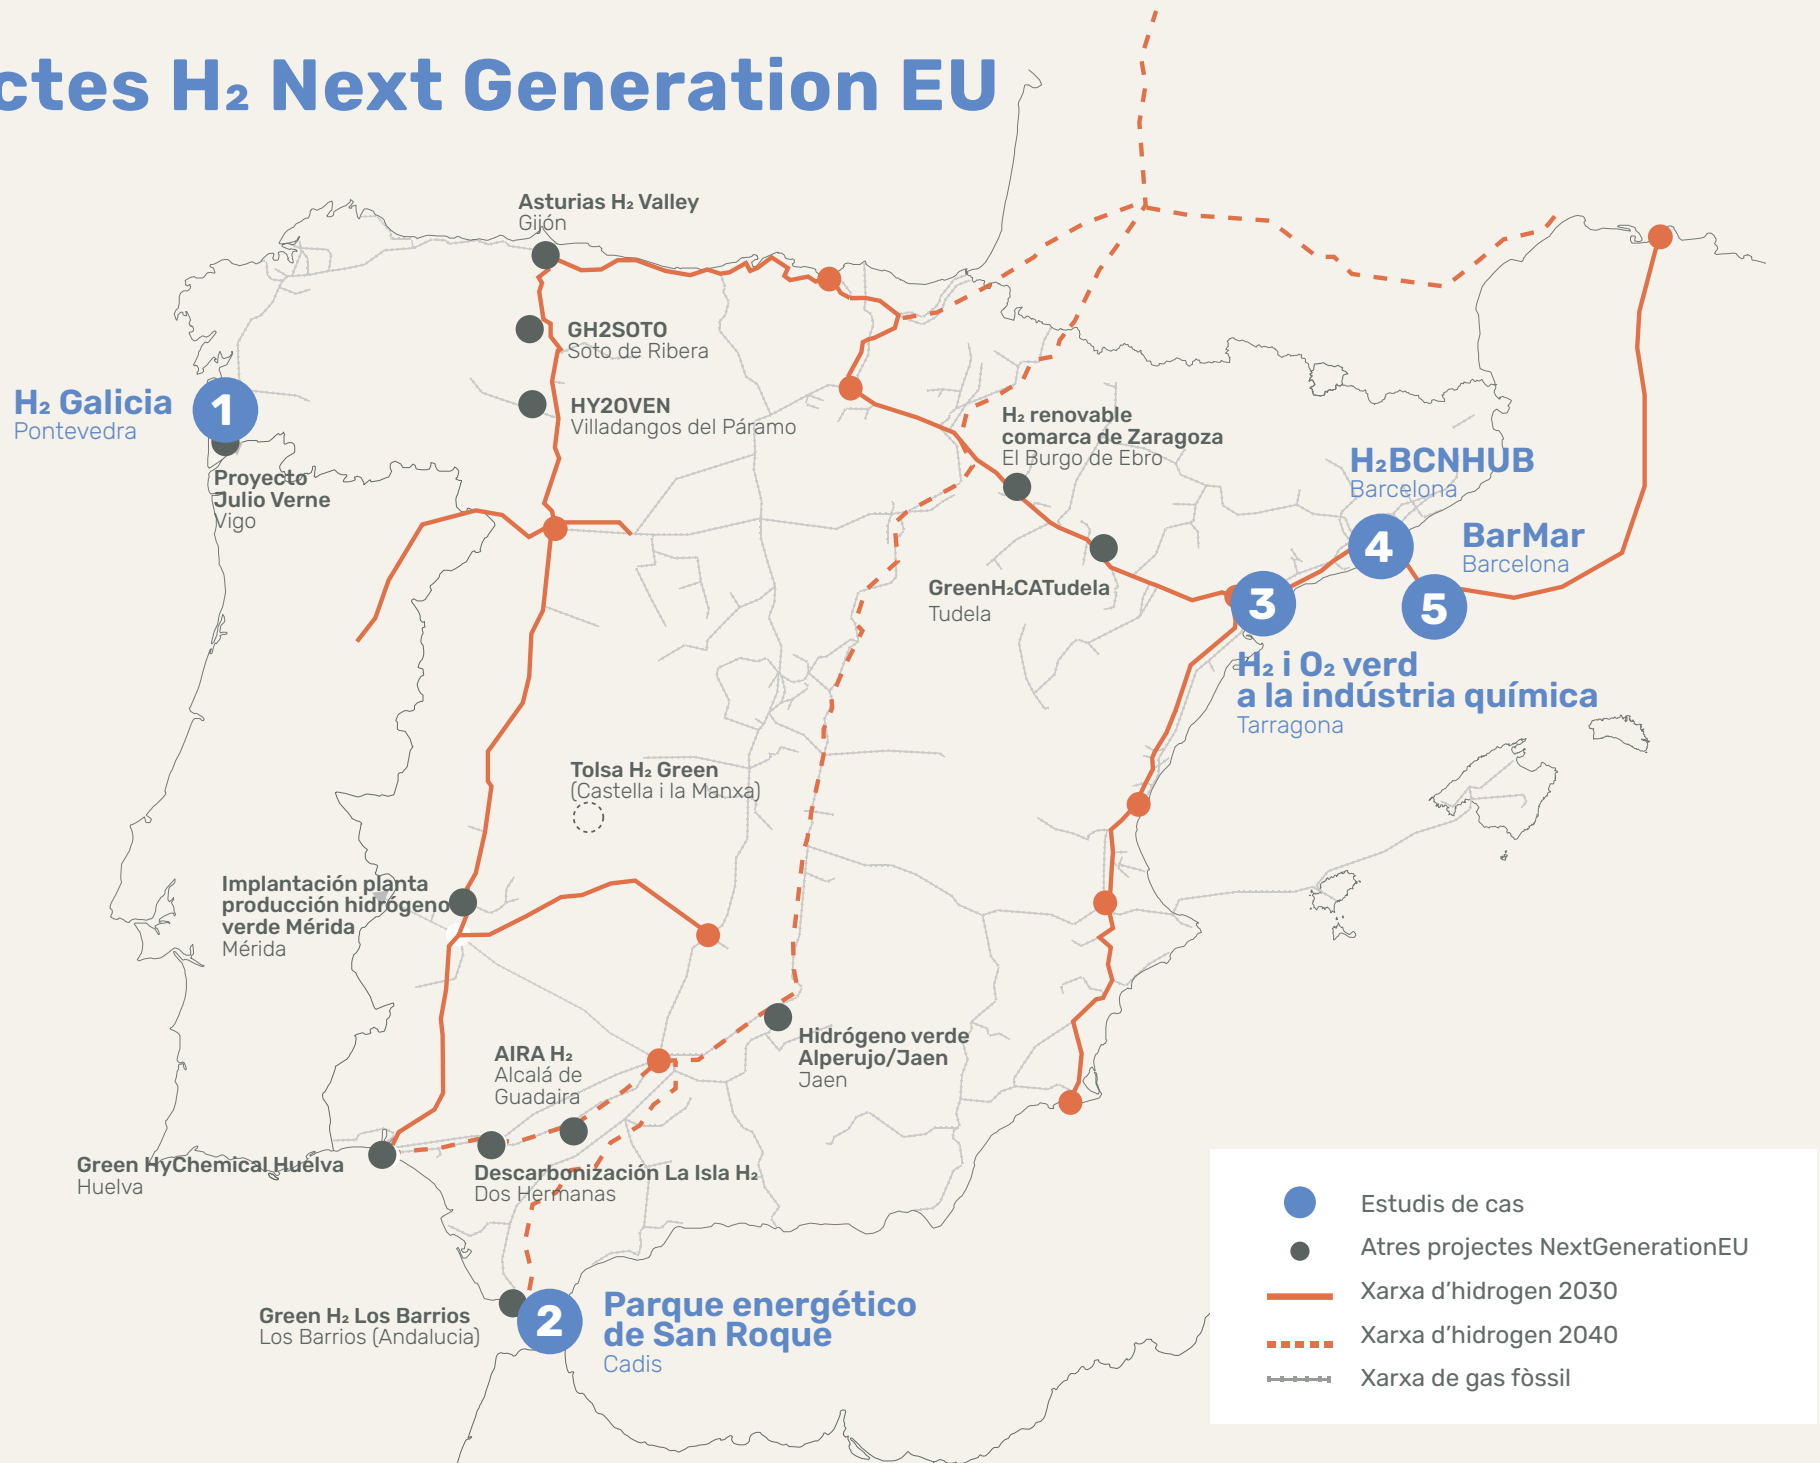 ctes H₂ Next Generation EU
Asturias H₂ Valley
Gijón
GH2SOTO
Soto de Ribera
HY2OVEN
Villadangos del Páramo
H₂ Galicia
Pontevedra
1
Proyecto
Julio Verne
Vigo
H₂ renovable
comarca de Zaragoza
El Burgo de Ebro
H₂BCNHUB
Barcelona
4
BarMar
Barcelona
5
GreenH₂CATudela
Tudela
3
H₂ i O₂ verd
a la indústria química
Tarragona
Tolsa H₂ Green
(Castella i la Manxa)
Implantación planta
producción hidrógeno
verde Mérida
Mérida
Hidrógeno verde
Alperujo/Jaen
Jaen
AIRA H₂
Alcalá de
Guadaira
Green HyChemical Huelva
Huelva
Descarbonización La Isla H₂
Dos Hermanas
Green H₂ Los Barrios
Los Barrios (Andalucia)
2
Parque energético
de San Roque
Cadis
Estudis de cas
Atres projectes NextGenerationEU
Xarxa d’hidrogen 2030
Xarxa d’hidrogen 2040
Xarxa de gas fòssil